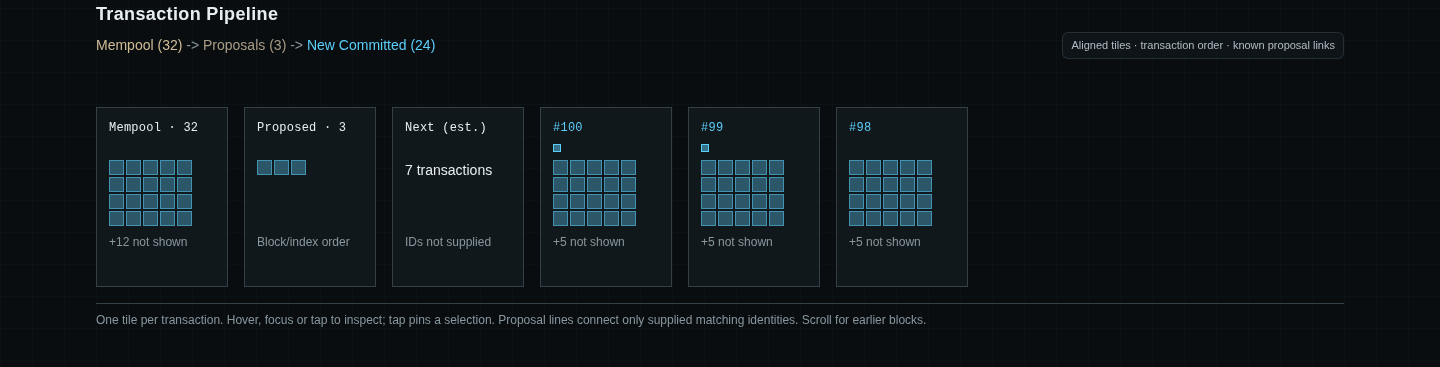 Transaction Pipeline
Mempool (32) -> Proposals (3) -> New Committed (24)
Aligned tiles · transaction order · known proposal links
Mempool · 32
+12 not shown
Proposed · 3
Block/index order
Next (est.)
7 transactions
IDs not supplied
#100
+5 not shown
#99
+5 not shown
#98
+5 not shown
One tile per transaction. Hover, focus or tap to inspect; tap pins a selection. Proposal lines connect only supplied matching identities. Scroll for earlier blocks.